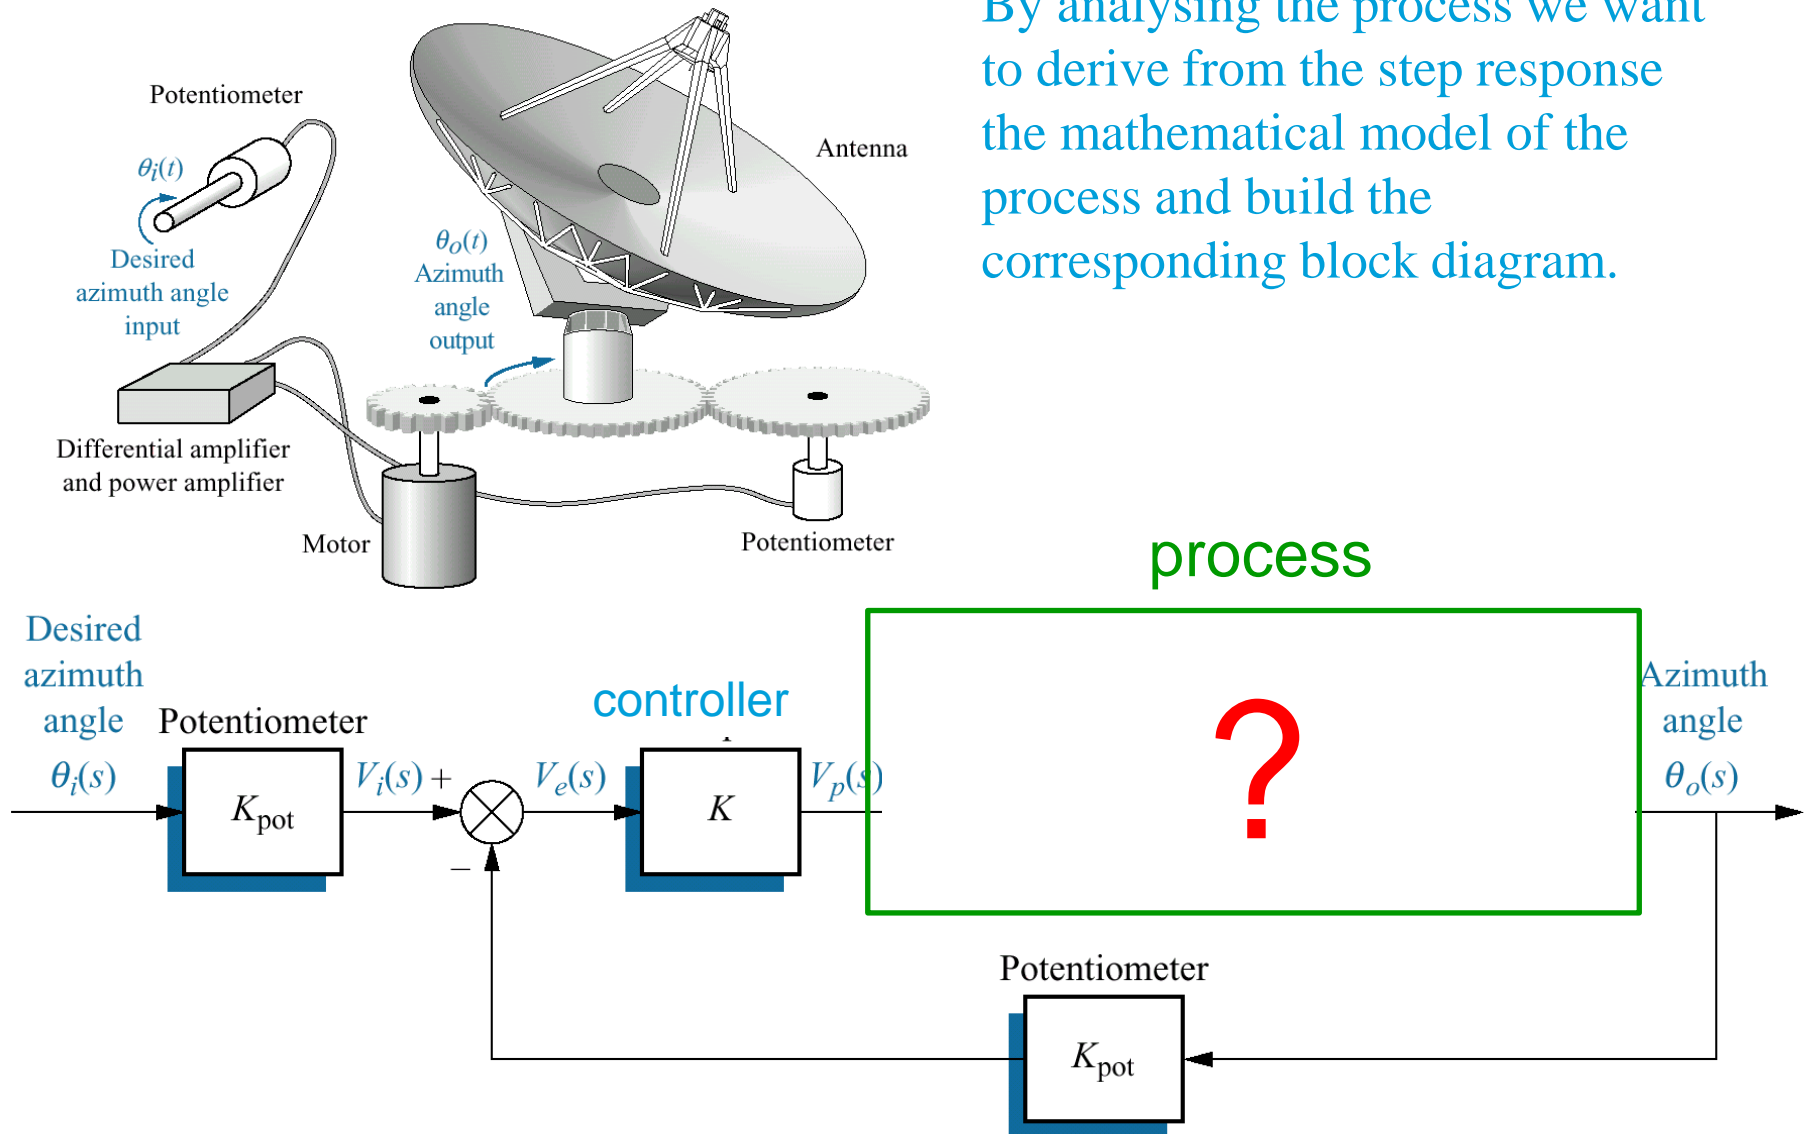 By analysing the process we want
to derive from the step response
the mathematical model of the
process and build the
corresponding block diagram.
Potentiometer
θi(t)
Desired
azimuth angle
input
Antenna
θo(t)
Azimuth
angle
output
Differential amplifier
and power amplifier
Motor
Potentiometer
process
Desired
azimuth
angle
θi(s)
Potentiometer
Kpot
Vi(s) +
−
Ve(s)
controller
K
Vp(s)
?
Azimuth
angle
θo(s)
Potentiometer
Kpot